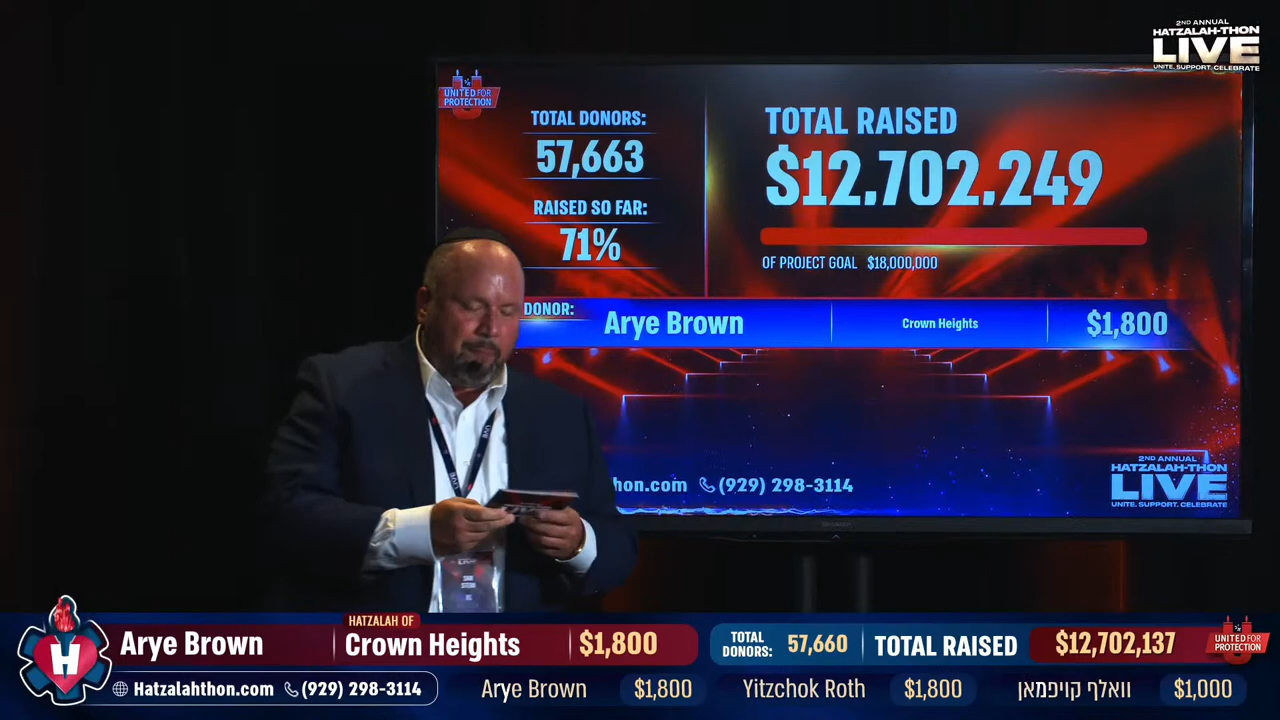 2ND ANNUAL
HATZALAH-THON
LIVE
UNITE. SUPPORT. CELEBRATE
UNITED FOR
PROTECTION
TOTAL DONORS:
57,663
RAISED SO FAR:
71%
TOTAL RAISED
$12.702.249
OF PROJECT GOAL $18,000,000
DONOR:
Arye Brown
Crown Heights
$1,800
hon.com (929) 298-3114
2ND ANNUAL
HATZALAH-THON
LIVE
UNITE. SUPPORT. CELEBRATE
LIVE
LIVE
LIVE
H
Arye Brown
HATZALAH OF
Crown Heights
$1,800
TOTAL
DONORS:
57,660
TOTAL RAISED
$12,702,137
UNITED FOR
PROTECTION
Hatzalahthon.com (929) 298-3114
Arye Brown $1,800
Yitzchok Roth $1,800
וואלף קויפמאן $1,000